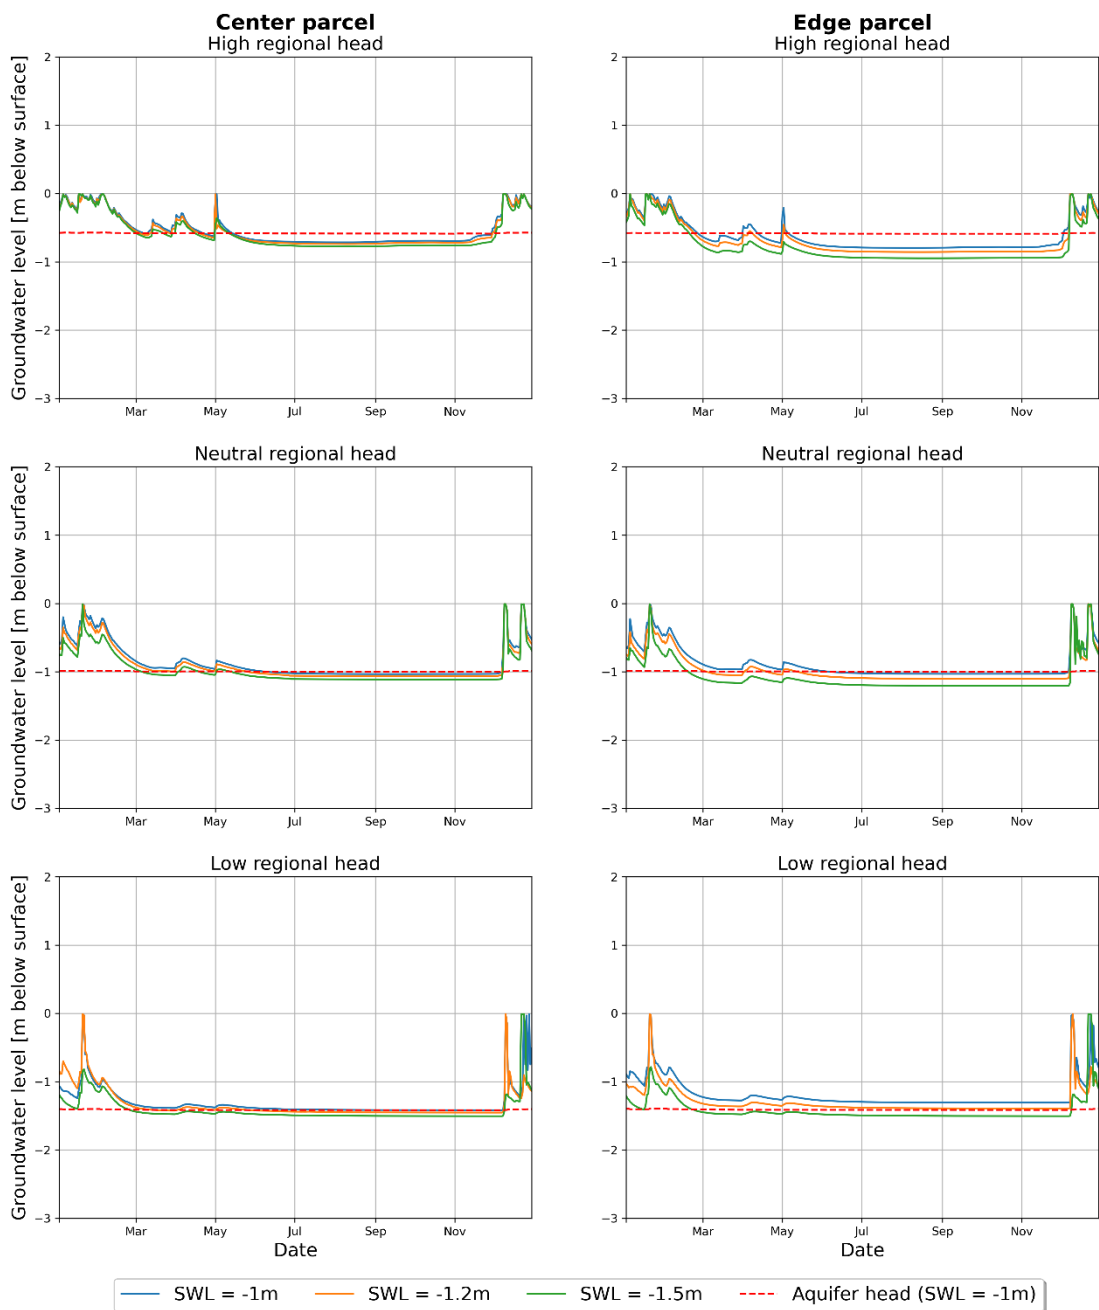 Center parcel
High regional head
Edge parcel
High regional head
Groundwater level [m below surface]
2
1
0
−1
−2
−3
Mar May Jul Sep Nov
2
1
0
−1
−2
−3
Mar May Jul Sep Nov
Neutral regional head
Neutral regional head
Groundwater level [m below surface]
2
1
0
−1
−2
−3
Mar May Jul Sep Nov
2
1
0
−1
−2
−3
Mar May Jul Sep Nov
Low regional head
Low regional head
Groundwater level [m below surface]
2
1
0
−1
−2
−3
Mar May Jul Sep Nov
Date
2
1
0
−1
−2
−3
Mar May Jul Sep Nov
Date
SWL = -1m SWL = -1.2m SWL = -1.5m Aquifer head (SWL = -1m)